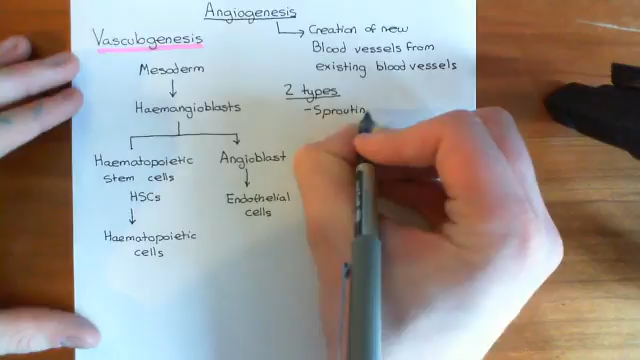 Angiogenesis
Creation of new
Blood vessels from
existing blood vessels
Vasculogenesis
Mesoderm
Haemangioblasts
Haematopoietic
Stem cells
HSCs
Haematopoietic
cells
Angioblast
Endothelial
cells
2 types
-Sproutin